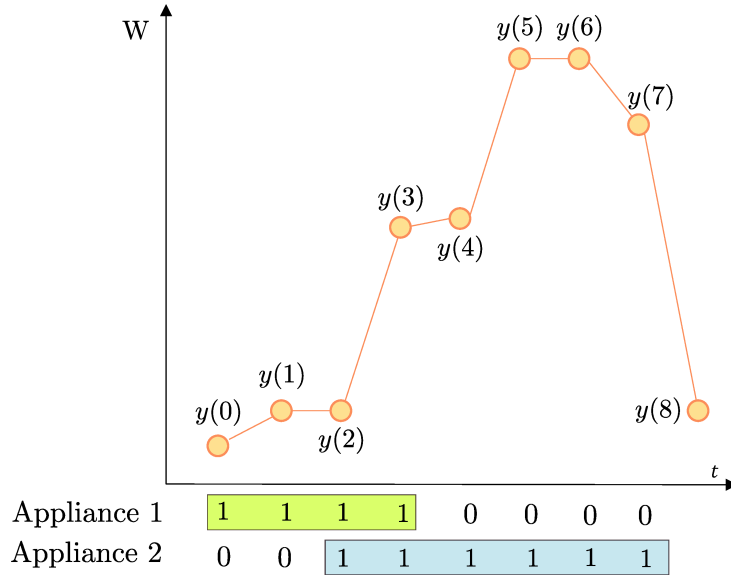 W
y(5) y(6)
y(7)
y(3)
y(4)
y(1)
y(0)
y(2)
y(8)
t
Appliance 1 1 1 1 1 0 0 0 0
Appliance 2 0 0 1 1 1 1 1 1